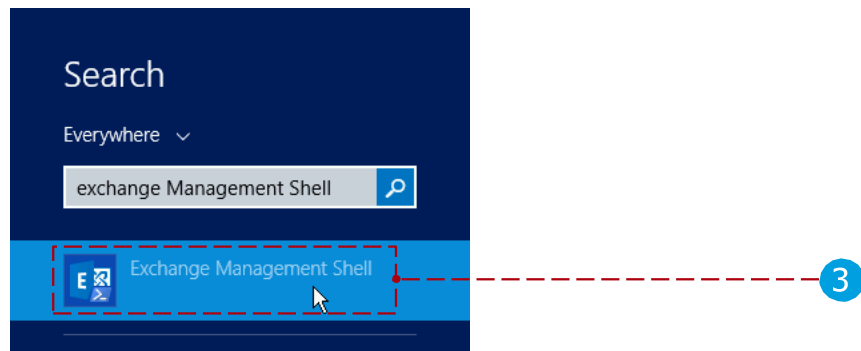 Search
Everywhere
exchange Management Shell
E
Exchange Management Shell
3